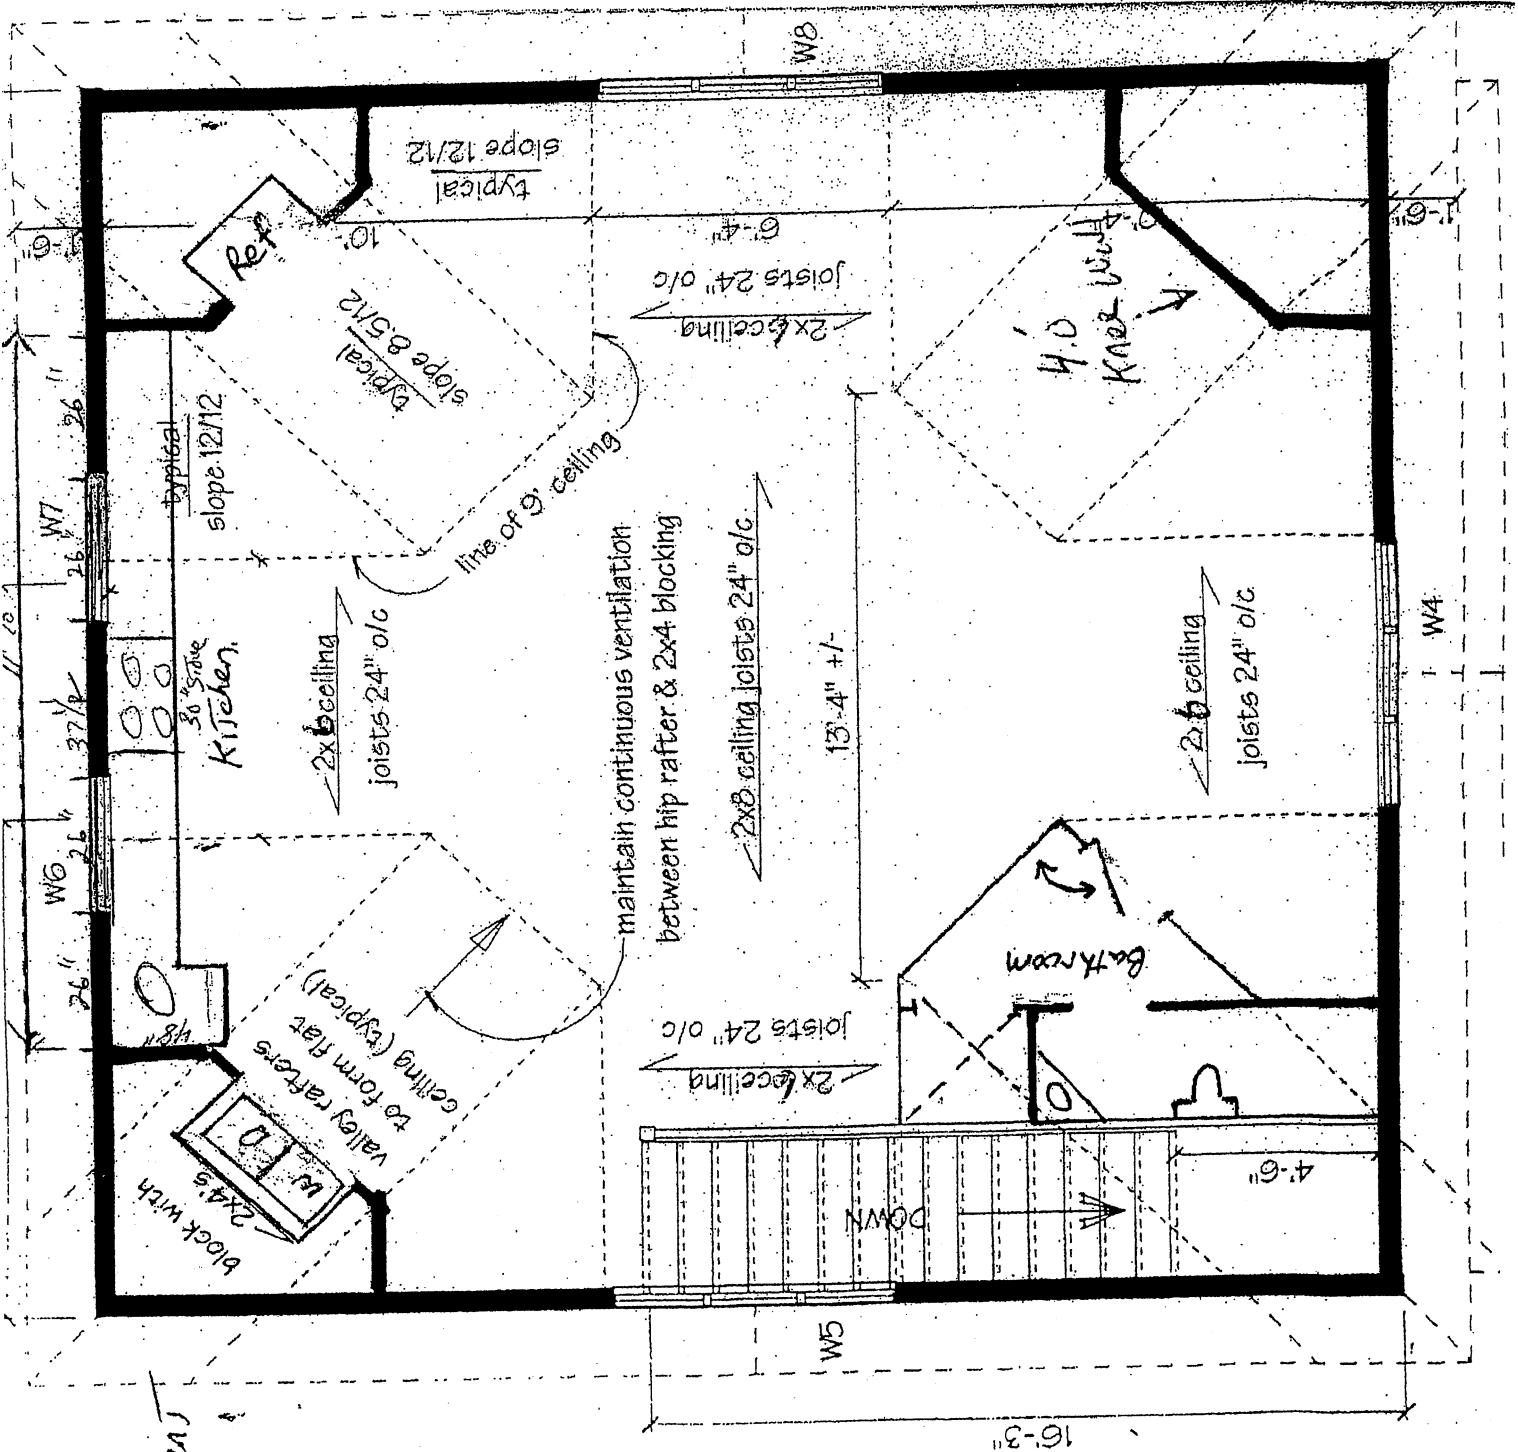 W8
typical
slope 12/12
1'-6"
10'-
6'-4"
1'-6"
Ref
2x6 ceiling
joists 24" o/c
typical
slope 8.5/12
4'.0
Knee Wall
26"
W7
26"
typical
slope 12/12
line of 9' ceiling
37 1/2
30" Stove
Kitchen
2x6 ceiling
joists 24" o/c
maintain continuous ventilation
between hip rafter & 2x4 blocking
2x8 ceiling joists 24" o/c
13'-4" +/-
2x6 ceiling
joists 24" o/c
W4
W6
26"
26"
48"
valley rafters
to form flat
ceiling (typical)
2x6 ceiling
joists 24" o/c
Bathroom
block with
2x4's
W
D
DOWN
4'-6"
W5
16'-3"